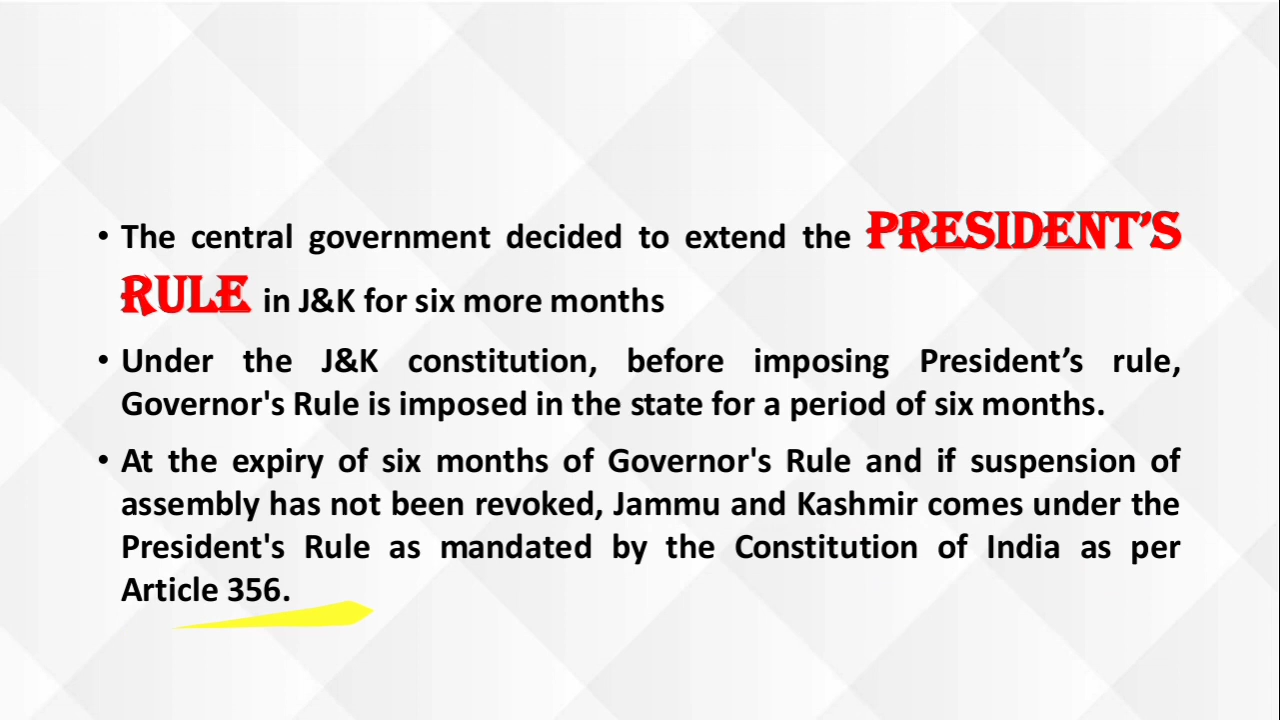 • The central government decided to extend the PRESIDENT’S
RULE in J&K for six more months
• Under the J&K constitution, before imposing President’s rule,
Governor's Rule is imposed in the state for a period of six months.
• At the expiry of six months of Governor's Rule and if suspension of
assembly has not been revoked, Jammu and Kashmir comes under the
President's Rule as mandated by the Constitution of India as per
Article 356.